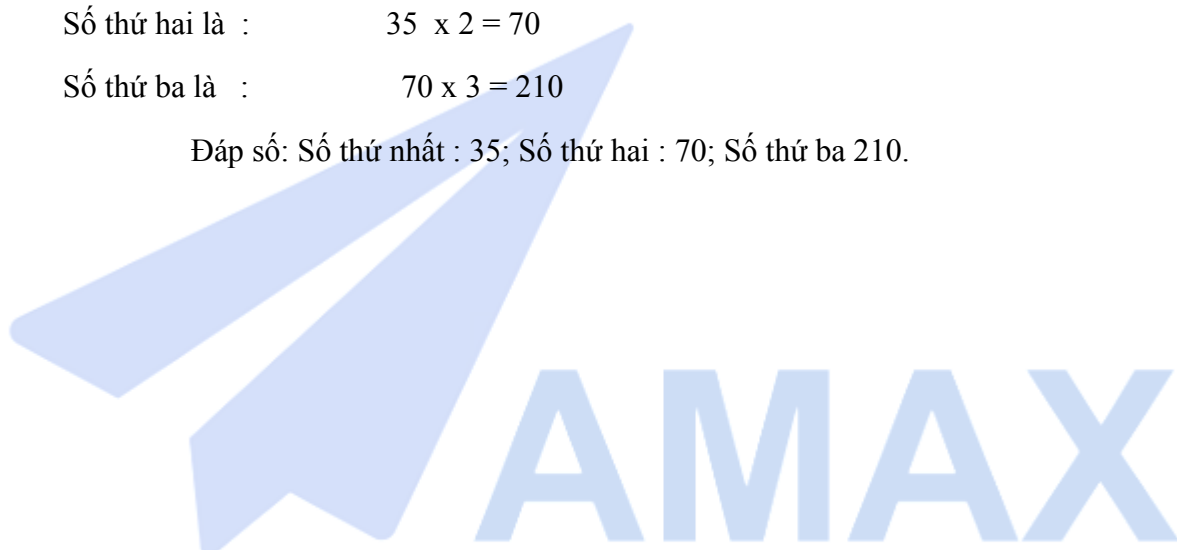 Số thứ hai là : 35 x 2 = 70
Số thứ ba là : 70 x 3 = 210
Đáp số: Số thứ nhất : 35; Số thứ hai : 70; Số thứ ba 210.
AMAX